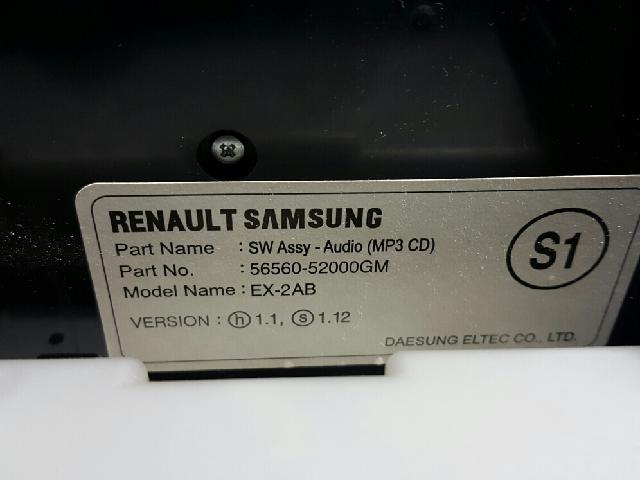 RENAULT SAMSUNG
Part Name : SW Assy - Audio (MP3 CD)
Part No. : 56560-52000GM
Model Name : EX-2AB
VERSION : ⓗ 1.1, ⓢ 1.12
S1
DAESUNG ELTEC CO., LTD.